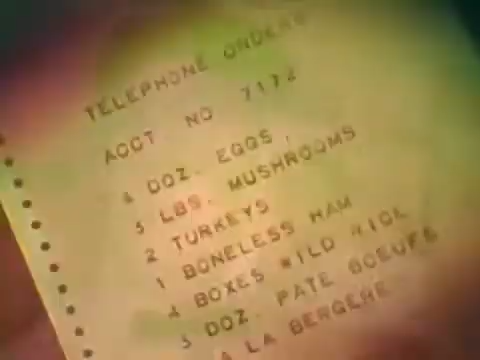 TELEPHONE ORDERS
ACCT NO 7172
4 DOZ. EGGS,
5 LBS. MUSHROOMS
2 TURKEYS
1 BONELESS HAM
4 BOXES WILD RICE
5 DOZ. PATE BOEUFS
A LA BERGERE